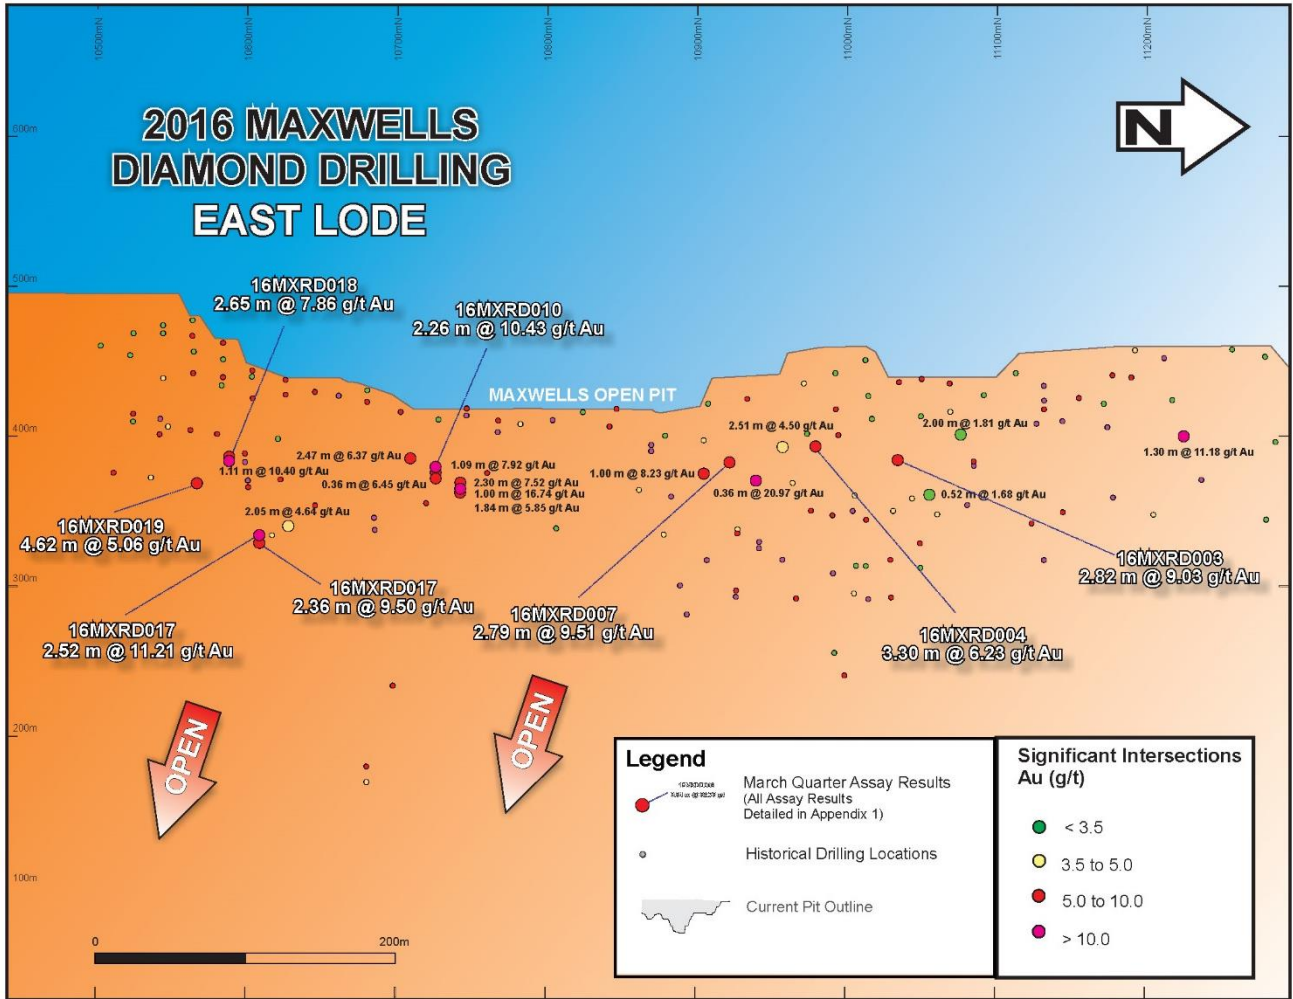 10500mN
10600mN
10700mN
10800mN
10900mN
11000mN
11100mN
11200mN
2016 MAXWELLS
DIAMOND DRILLING
EAST LODE
N
600m
500m
400m
300m
200m
100m
16MXRD018
2.65 m @ 7.86 g/t Au
16MXRD010
2.26 m @ 10.43 g/t Au
MAXWELLS OPEN PIT
2.51 m @ 4.50 g/t Au
2.00 m @ 1.81 g/t Au
1.30 m @ 11.18 g/t Au
2.47 m @ 6.37 g/t Au
1.11 m @ 10.40 g/t Au
0.36 m @ 6.45 g/t Au
1.09 m @ 7.92 g/t Au
2.30 m @ 7.52 g/t Au
1.00 m @ 16.74 g/t Au
1.84 m @ 5.85 g/t Au
1.00 m @ 8.23 g/t Au
0.36 m @ 20.97 g/t Au
0.52 m @ 1.68 g/t Au
2.05 m @ 4.64 g/t Au
16MXRD019
4.62 m @ 5.06 g/t Au
16MXRD003
2.82 m @ 9.03 g/t Au
16MXRD017
2.36 m @ 9.50 g/t Au
16MXRD007
2.79 m @ 9.51 g/t Au
16MXRD017
2.52 m @ 11.21 g/t Au
16MXRD004
3.30 m @ 6.23 g/t Au
OPEN
OPEN
Legend
March Quarter Assay Results
(All Assay Results
Detailed in Appendix 1)
Historical Drilling Locations
Current Pit Outline
Significant Intersections
Au (g/t)
< 3.5
3.5 to 5.0
5.0 to 10.0
> 10.0
0
200m